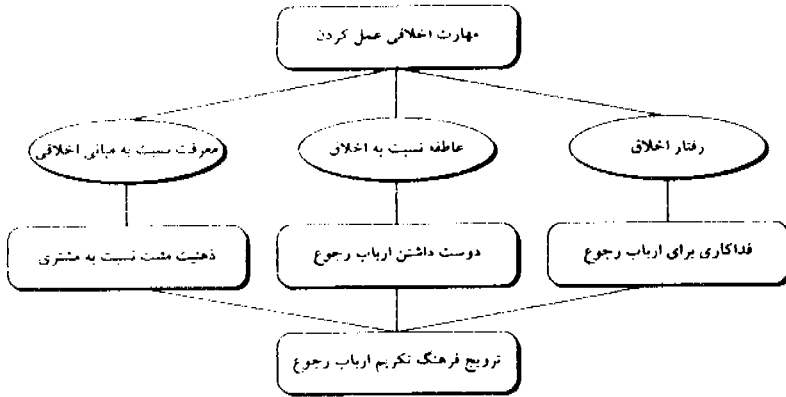 مهارت اخلاقی عمل کردن
رفتار اخلاق
عاطفه نسبت به اخلاق
معرفت نسبت به مبانی اخلاقی
فداکاری برای ارباب رجوع
دوست داشتن ارباب رجوع
ذهنیت مثبت نسبت به مشتری
ترویج فرهنگ تکریم ارباب رجوع